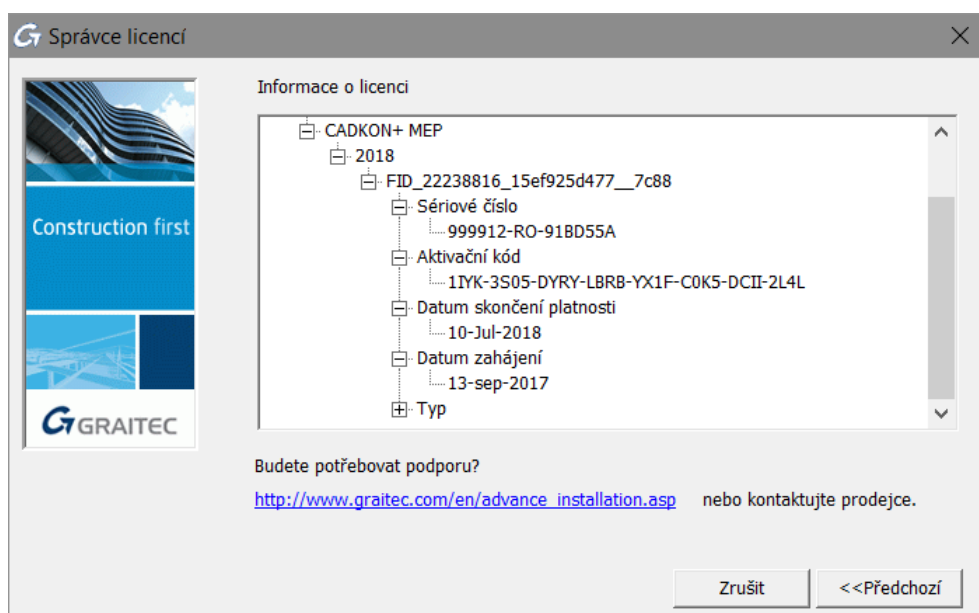 Správce licencí
Informace o licenci
CADKON+ MEP
2018
FID_22238816_15ef925d477__7c88
Sériové číslo
999912-RO-91BD55A
Aktivační kód
1IYK-3S05-DYRY-LBRB-YX1F-C0K5-DCII-2L4L
Datum skončení platnosti
10-Jul-2018
Datum zahájení
13-sep-2017
Typ
Construction first
GRAITEC
Budete potřebovat podporu?
http://www.graitec.com/en/advance_installation.asp nebo kontaktujte prodejce.
Zrušit <<Předchozí